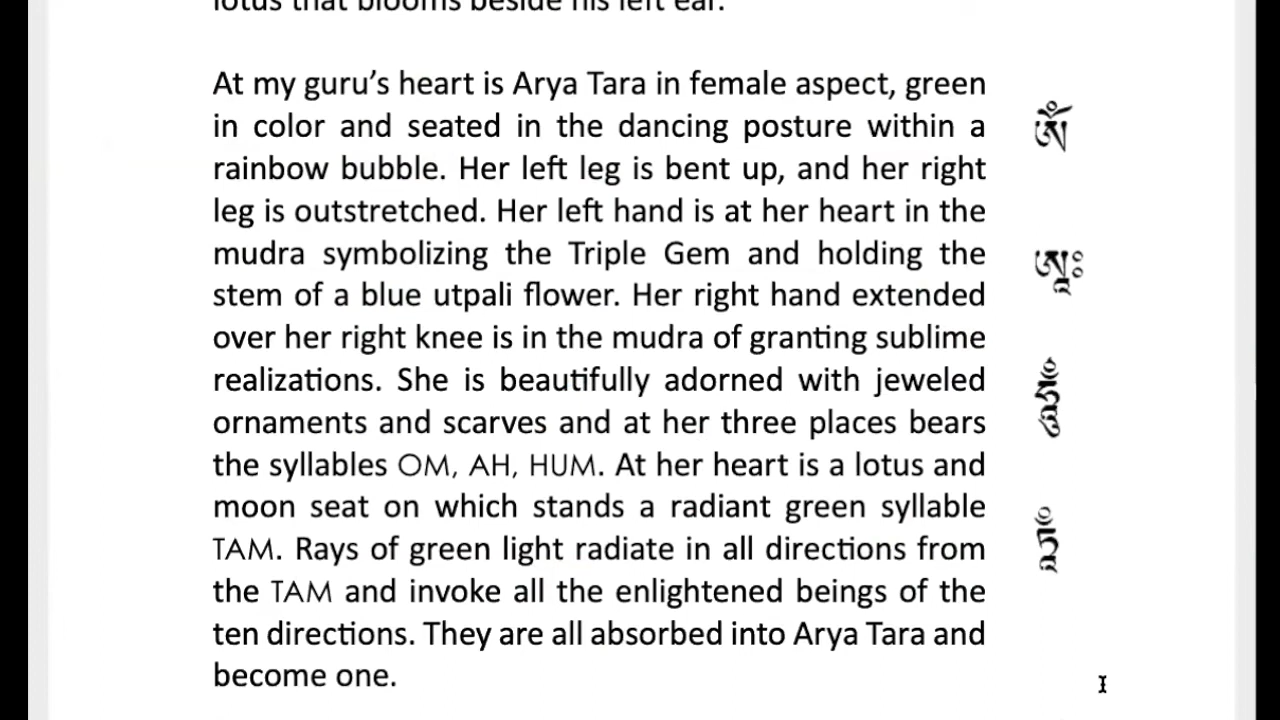 lotus that blooms beside his left ear.
At my guru’s heart is Arya Tara in female aspect, green
in color and seated in the dancing posture within a
rainbow bubble. Her left leg is bent up, and her right
leg is outstretched. Her left hand is at her heart in the
mudra symbolizing the Triple Gem and holding the
stem of a blue utpali flower. Her right hand extended
over her right knee is in the mudra of granting sublime
realizations. She is beautifully adorned with jeweled
ornaments and scarves and at her three places bears
the syllables OM, AH, HUM. At her heart is a lotus and
moon seat on which stands a radiant green syllable
TAM. Rays of green light radiate in all directions from
the TAM and invoke all the enlightened beings of the
ten directions. They are all absorbed into Arya Tara and
become one.
ༀ
ཨཱཿ
ཧཱུྃ
ཏཱྃ